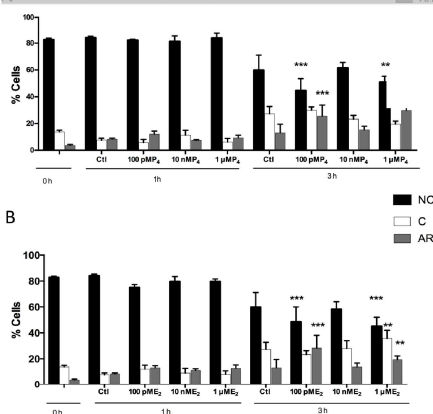 100
80
60
40
20
0
% Cells
*** ***
**
Ctl 100 pMP4 10 nMP4 1 µMP4 Ctl 100 pMP4 10 nMP4 1 µMP4
0 h 1h 3 h
NC
C
AR
B
100
80
60
40
20
0
% Cells
*** ***
*** ** **
Ctl 100 pME2 10 nME2 1 µME2 Ctl 100 pME2 10 nME2 1 µME2
0 h 1 h 3 h